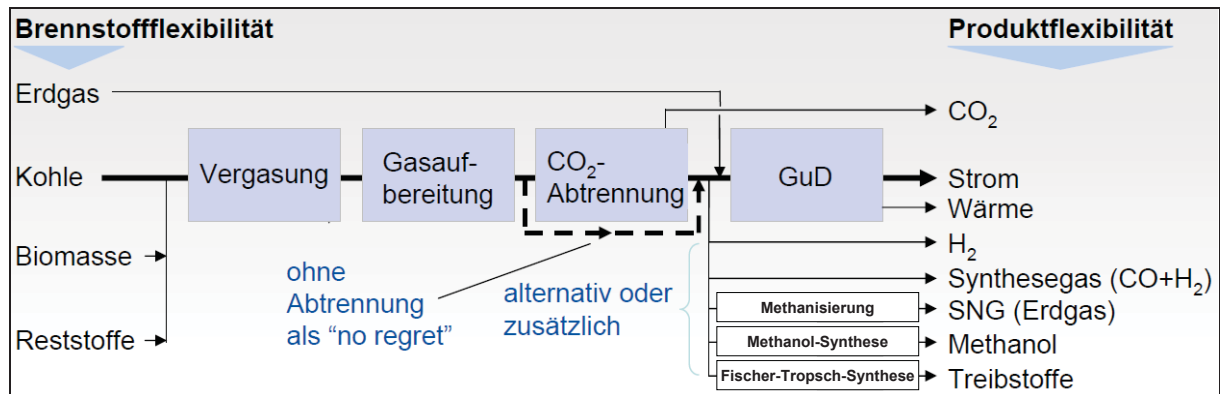 Brennstoffflexibilität
Produktflexibilität
Erdgas
CO₂
Kohle
Vergasung
Gasauf-
bereitung
CO₂-
Abtrennung
GuD
Strom
Wärme
Biomasse
H₂
ohne
Abtrennung
als "no regret"
alternativ oder
zusätzlich
Synthesegas (CO+H₂)
Methanisierung
SNG (Erdgas)
Reststoffe
Methanol-Synthese
Methanol
Fischer-Tropsch-Synthese
Treibstoffe